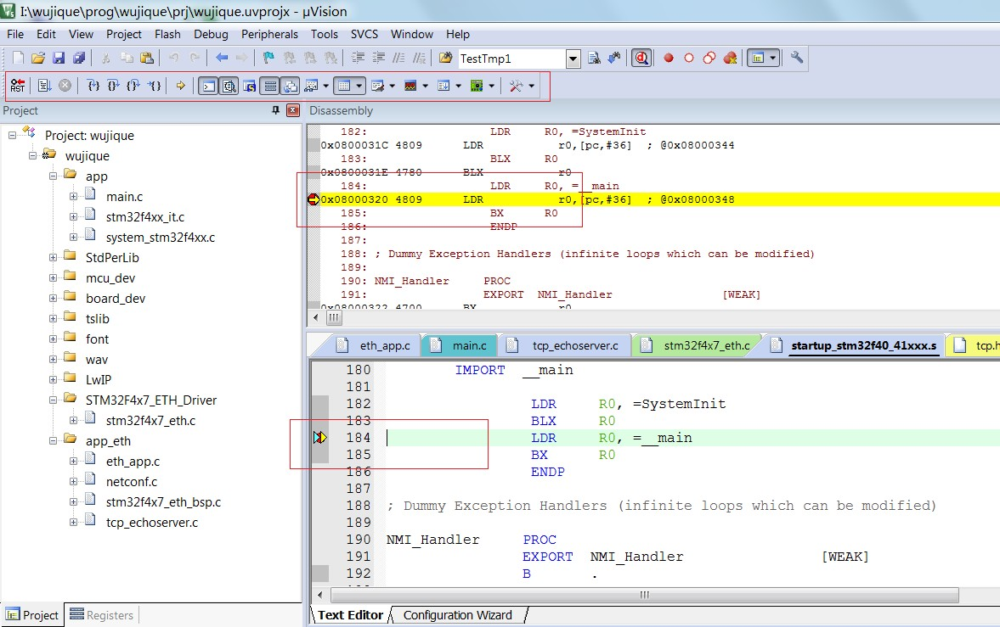 I:\wujique\prog\wujique\prj\wujique.uvprojx - µVision
File Edit View Project Flash Debug Peripherals Tools SVCS Window Help
TestTmp1
RST
Project
Project: wujique
wujique
app
main.c
stm32f4xx_it.c
system_stm32f4xx.c
StdPerLib
mcu_dev
board_dev
tslib
font
wav
LwIP
STM32F4x7_ETH_Driver
stm32f4x7_eth.c
app_eth
eth_app.c
netconf.c
stm32f4x7_eth_bsp.c
tcp_echoserver.c
Project Registers
Disassembly
182: LDR R0, =SystemInit
0x0800031C 4809 LDR r0,[pc,#36] ; @0x08000344
183: BLX R0
0x0800031E 4780 BLX r0
184: LDR R0, =__main
0x08000320 4809 LDR r0,[pc,#36] ; @0x08000348
185: BX R0
186: ENDP
187:
188: ; Dummy Exception Handlers (infinite loops which can be modified)
189:
190: NMI_Handler PROC
191: EXPORT NMI_Handler [WEAK]
0x08000322 4700 BX r0
eth_app.c main.c tcp_echoserver.c stm32f4x7_eth.c startup_stm32f40_41xxx.s tcp.h
180 IMPORT __main
181
182 LDR R0, =SystemInit
183 BLX R0
184 LDR R0, =__main
185 BX R0
186 ENDP
187
188 ; Dummy Exception Handlers (infinite loops which can be modified)
189
190 NMI_Handler PROC
191 EXPORT NMI_Handler [WEAK]
192 B .
Text Editor Configuration Wizard